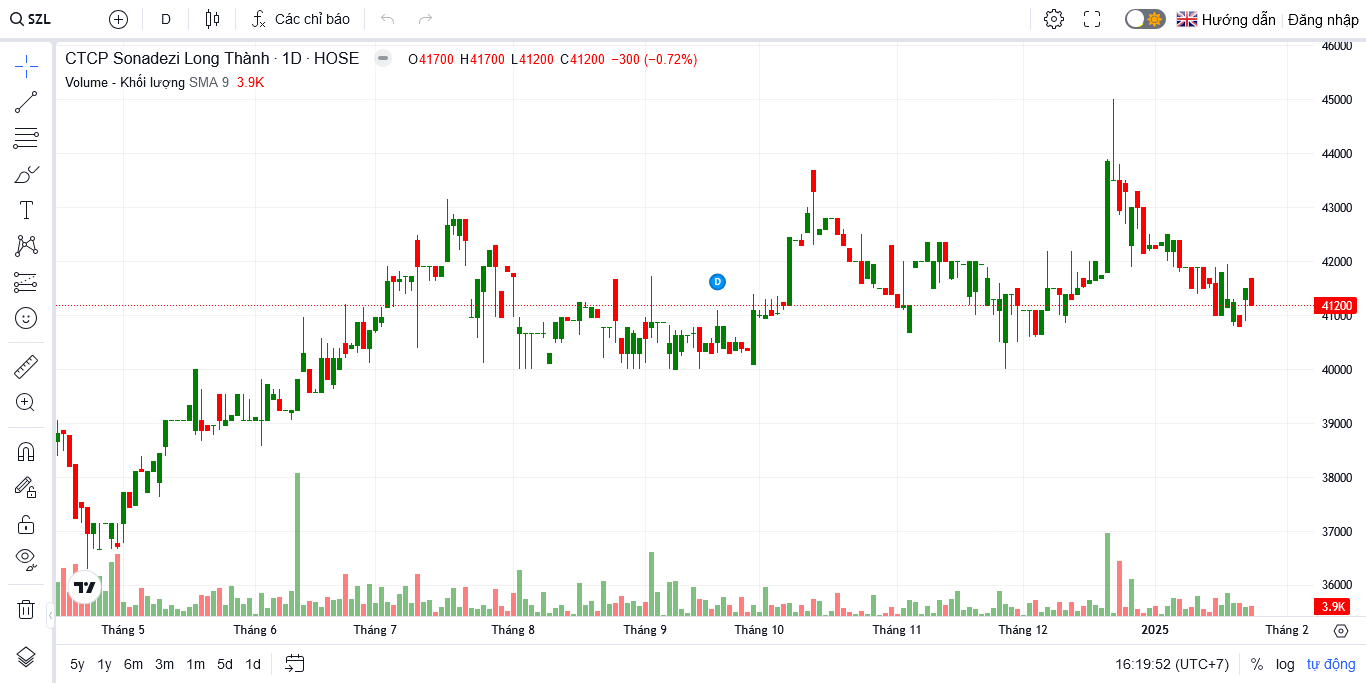 SZL D Các chỉ báo Hướng dẫn Đăng nhập
CTCP Sonadezi Long Thành · 1D · HOSE O41700 H41700 L41200 C41200 −300 (−0.72%)
Volume - Khối lượng SMA 9 3.9K
46000
45000
44000
43000
42000
41200
41000
40000
39000
38000
37000
36000
3.9K
D
Tháng 5 Tháng 6 Tháng 7 Tháng 8 Tháng 9 Tháng 10 Tháng 11 Tháng 12 2025 Tháng 2
5y 1y 6m 3m 1m 5d 1d 16:19:52 (UTC+7) % log tự động